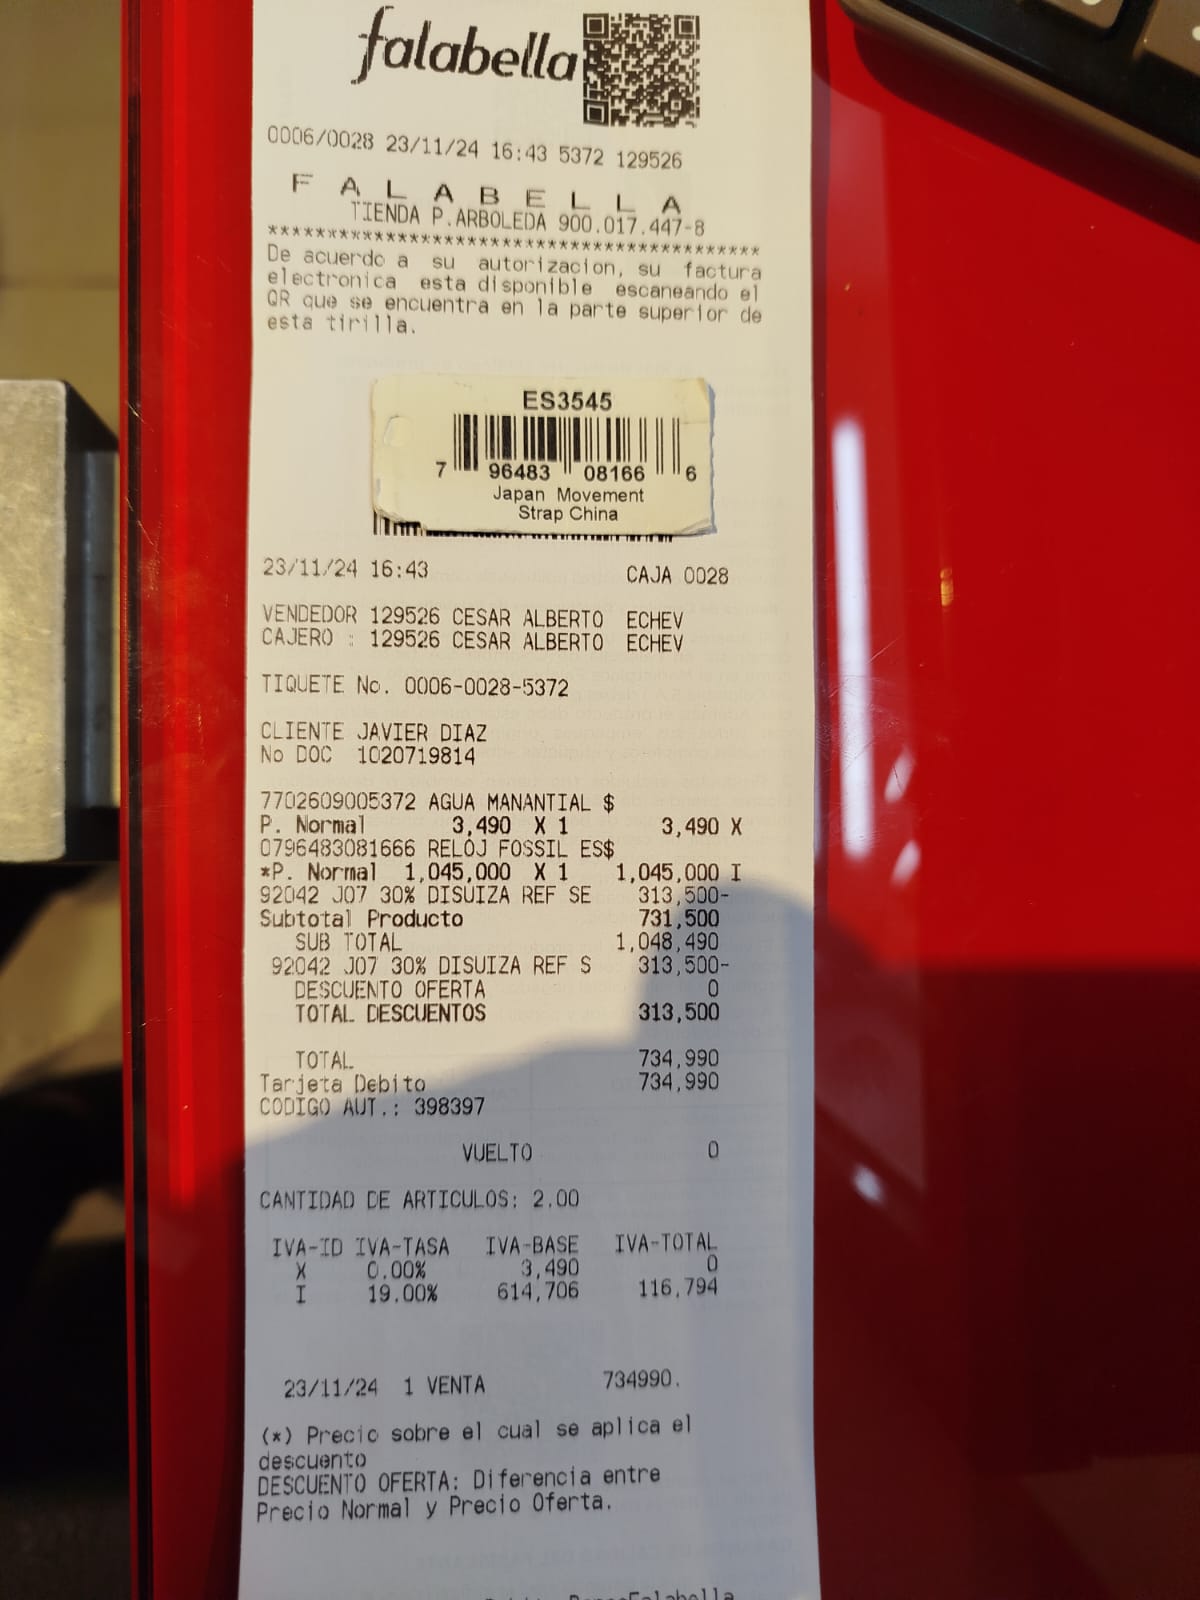 falabella
0006/0028 23/11/24 16:43 5372 129526
F A L A B E L L A
TIENDA P.ARBOLEDA 900.017.447-8
******************************************
De acuerdo a su autorizacion, su factura
electronica esta disponible escaneando el
QR que se encuentra en la parte superior de
esta tirilla.
ES3545
7 96483 08166 6
Japan Movement
Strap China
23/11/24 16:43 CAJA 0028
VENDEDOR 129526 CESAR ALBERTO ECHEV
CAJERO : 129526 CESAR ALBERTO ECHEV
TIQUETE No. 0006-0028-5372
CLIENTE JAVIER DIAZ
No DOC 1020719814
7702609005372 AGUA MANANTIAL $
P. Normal 3,490 X 1 3,490 X
0796483081666 RELOJ FOSSIL ES$
*P. Normal 1,045,000 X 1 1,045,000 I
92042 J07 30% DISUIZA REF SE 313,500-
Subtotal Producto 731,500
SUB TOTAL 1,048,490
92042 J07 30% DISUIZA REF S 313,500-
DESCUENTO OFERTA 0
TOTAL DESCUENTOS 313,500
TOTAL 734,990
Tarjeta Debito 734,990
CODIGO AUT.: 398397
VUELTO 0
CANTIDAD DE ARTICULOS: 2.00
IVA-ID IVA-TASA IVA-BASE IVA-TOTAL
X 0.00% 3,490 0
I 19.00% 614,706 116,794
23/11/24 1 VENTA 734990.
(*) Precio sobre el cual se aplica el
descuento
DESCUENTO OFERTA: Diferencia entre
Precio Normal y Precio Oferta.